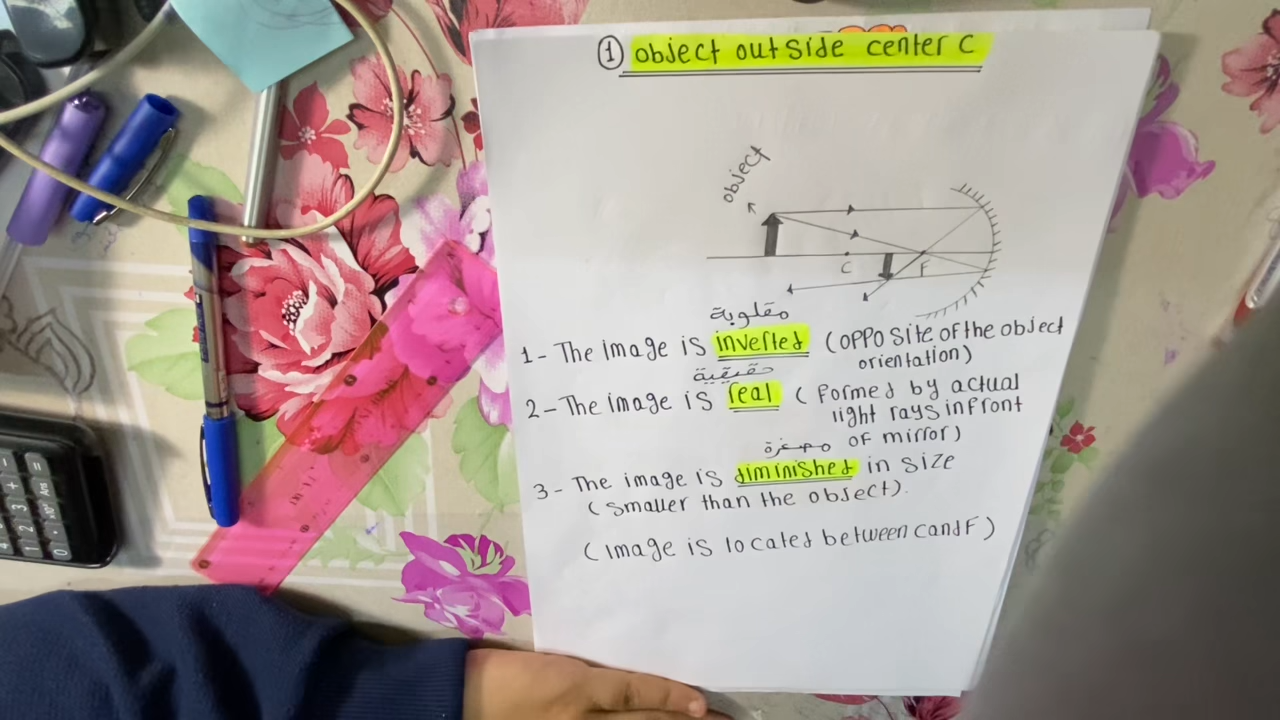 ① object outside center C
object
C
F
مقلوبة
1- The image is inverted (opposite of the object
orientation)
حقيقية
2- The image is real (formed by actual
light rays infront
of mirror)
مصغرة
3- The image is diminished in size
(smaller than the object).
(image is located between c and F)